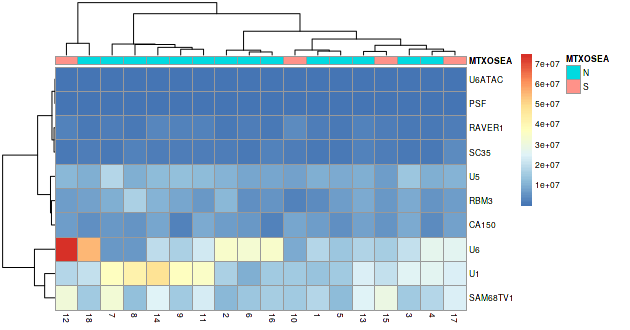 MTXOSEA
MTXOSEA
N
S
7e+07
6e+07
5e+07
4e+07
3e+07
2e+07
1e+07
U6ATAC
PSF
RAVER1
SC35
U5
RBM3
CA150
U6
U1
SAM68TV1
12 18 7 8 14 9 11 2 6 16 10 1 5 13 15 3 4 17